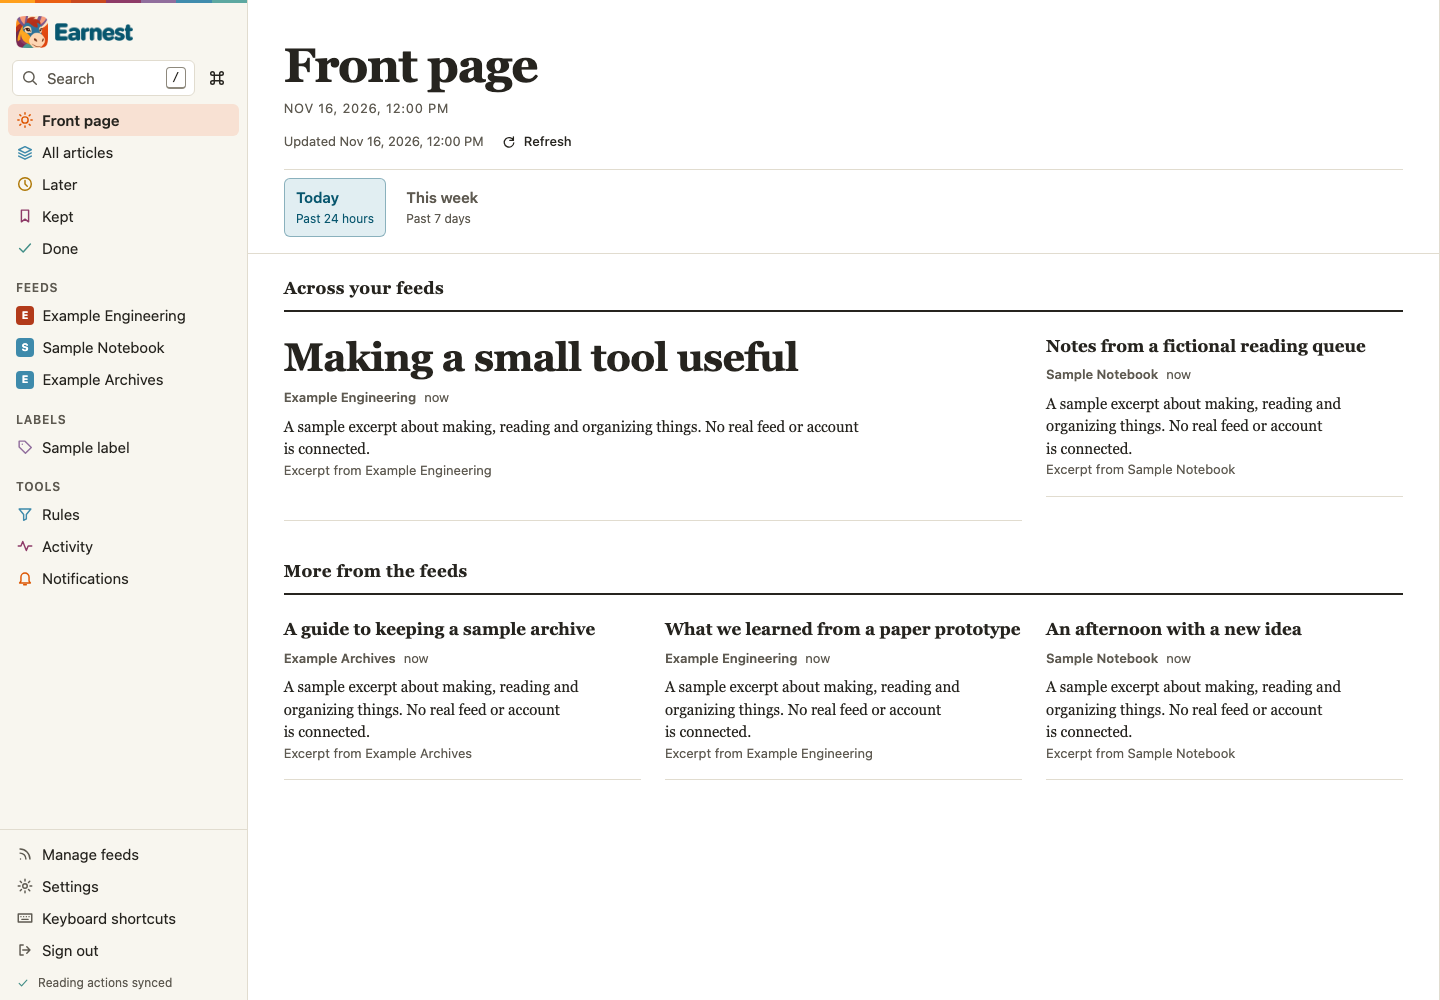 Earnest
Search /
Front page
All articles
Later
Kept
Done
FEEDS
E Example Engineering
S Sample Notebook
E Example Archives
LABELS
Sample label
TOOLS
Rules
Activity
Notifications
Manage feeds
Settings
Keyboard shortcuts
Sign out
Reading actions synced
Front page
NOV 16, 2026, 12:00 PM
Updated Nov 16, 2026, 12:00 PM Refresh
Today
Past 24 hours
This week
Past 7 days
Across your feeds
Making a small tool useful
Example Engineering now
A sample excerpt about making, reading and organizing things. No real feed or account
is connected.
Excerpt from Example Engineering
Notes from a fictional reading queue
Sample Notebook now
A sample excerpt about making, reading and
organizing things. No real feed or account
is connected.
Excerpt from Sample Notebook
More from the feeds
A guide to keeping a sample archive
Example Archives now
A sample excerpt about making, reading and
organizing things. No real feed or account
is connected.
Excerpt from Example Archives
What we learned from a paper prototype
Example Engineering now
A sample excerpt about making, reading and
organizing things. No real feed or account
is connected.
Excerpt from Example Engineering
An afternoon with a new idea
Sample Notebook now
A sample excerpt about making, reading and
organizing things. No real feed or account
is connected.
Excerpt from Sample Notebook